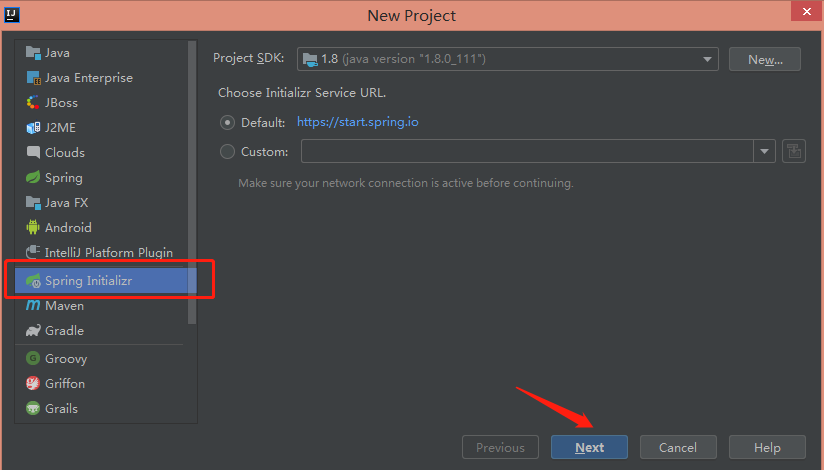 New Project
Java
Java Enterprise
JBoss
J2ME
Clouds
Spring
Java FX
Android
IntelliJ Platform Plugin
Spring Initializr
Maven
Gradle
Groovy
Griffon
Grails
Project SDK: 1.8 (java version "1.8.0_111") New...
Choose Initializr Service URL.
Default: https://start.spring.io
Custom:
Make sure your network connection is active before continuing.
Previous Next Cancel Help